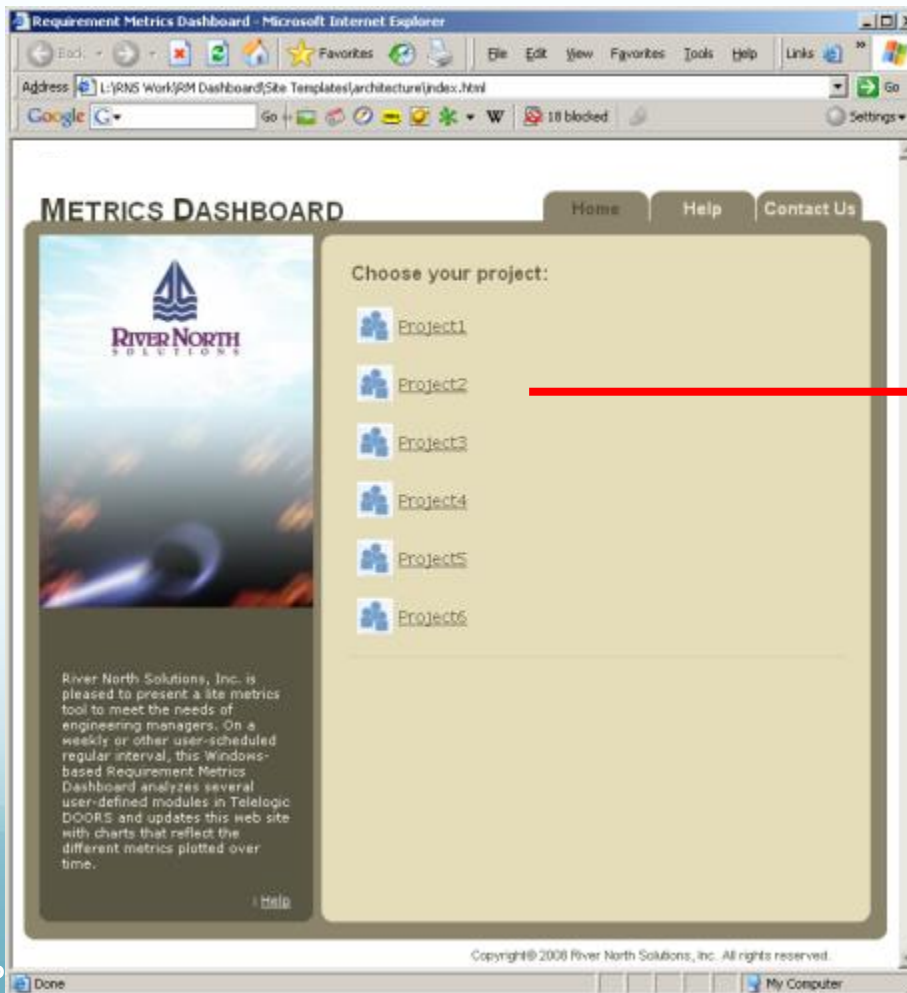 Requirement Metrics Dashboard - Microsoft Internet Explorer
Back Favorites File Edit View Favorites Tools Help Links »
Address L:\RNS Work\RM Dashboard\Site Templates\architecture\index.html Go
Google G Go W 18 blocked Settings
METRICS DASHBOARD
Home Help Contact Us
RIVER NORTH
SOLUTIONS
Choose your project:
Project1
Project2
Project3
Project4
Project5
Project6
River North Solutions, Inc. is
pleased to present a lite metrics
tool to meet the needs of
engineering managers. On a
weekly or other user-scheduled
regular interval, this Windows-
based Requirement Metrics
Dashboard analyzes several
user-defined modules in Telelogic
DOORS and updates this web site
with charts that reflect the
different metrics plotted over
time.
Help
Copyright© 2008 River North Solutions, Inc. All rights reserved.
Done My Computer